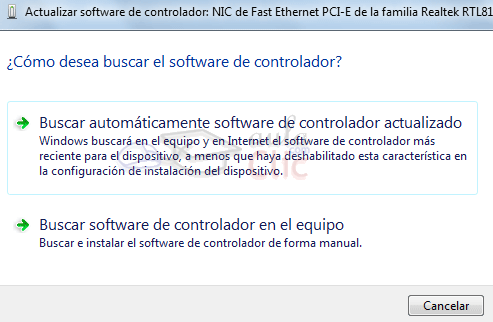 Actualizar software de controlador: NIC de Fast Ethernet PCI-E de la familia Realtek RTL81
¿Cómo desea buscar el software de controlador?
Buscar automáticamente software de controlador actualizado
Windows buscará en el equipo y en Internet el software de controlador más
reciente para el dispositivo, a menos que haya deshabilitado esta característica en
la configuración de instalación del dispositivo.
aula
Clic
Buscar software de controlador en el equipo
Buscar e instalar el software de controlador de forma manual.
Cancelar